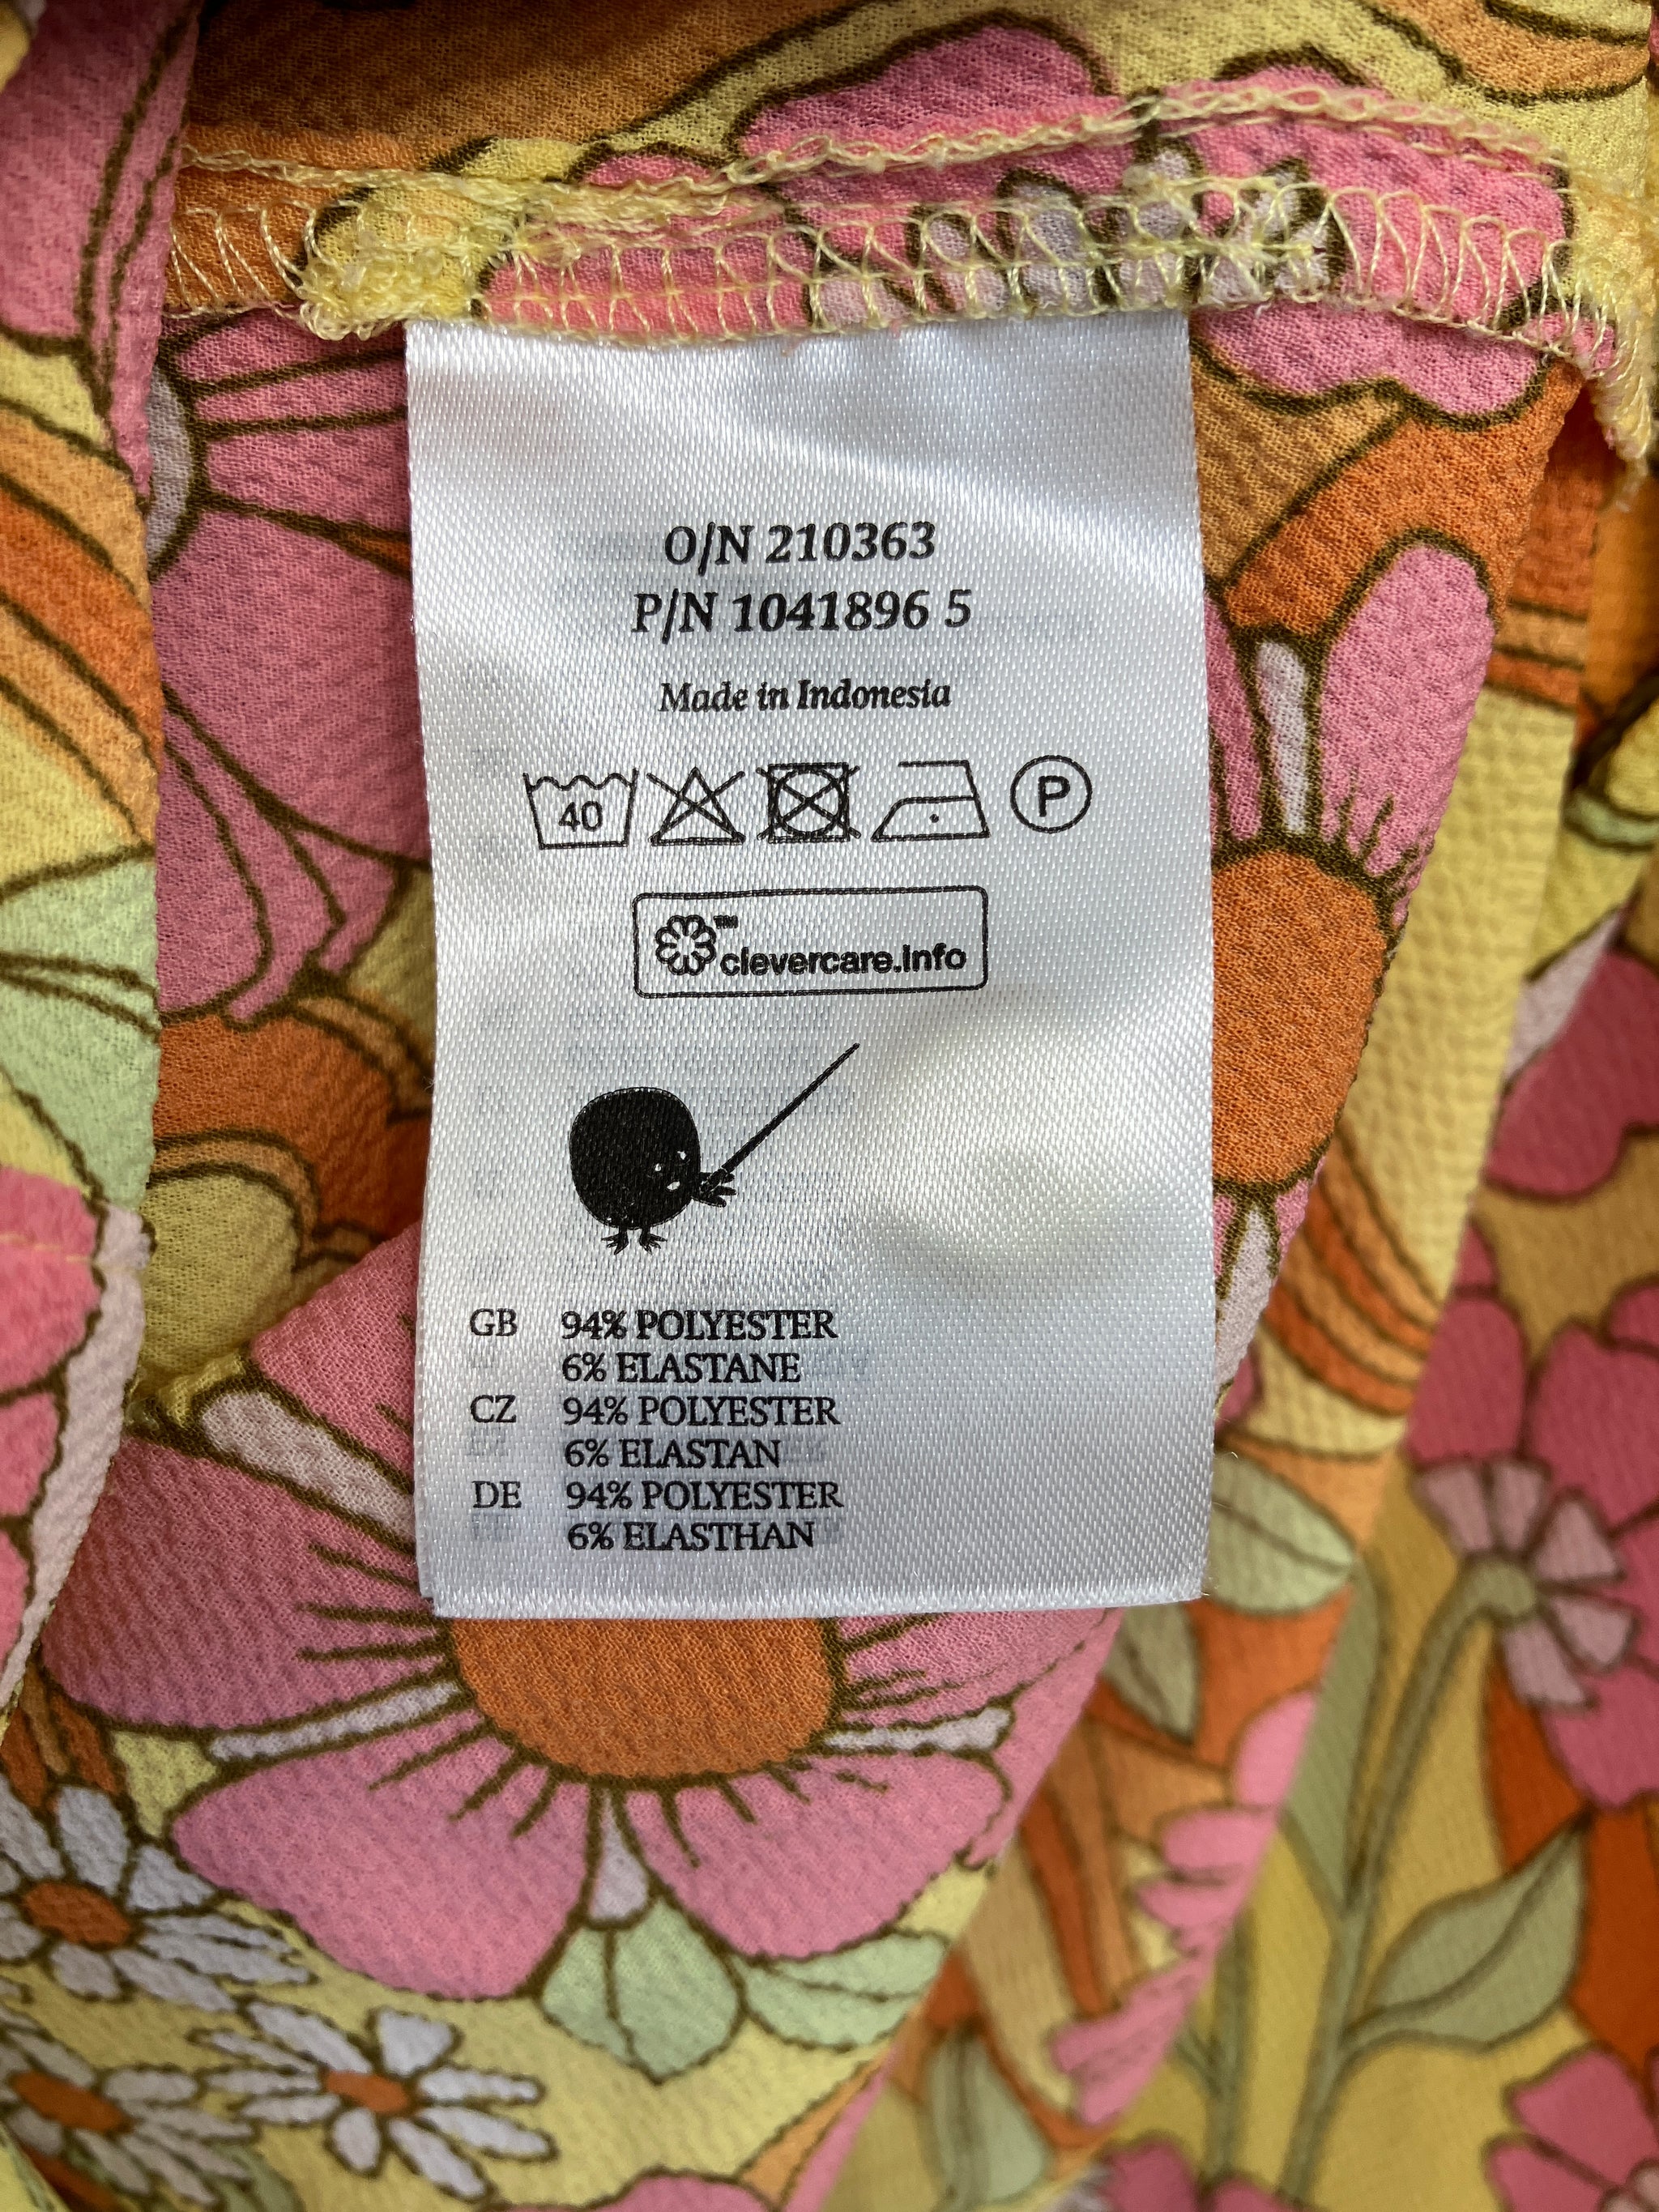 O/N 210363
P/N 1041896 5
Made in Indonesia
40
P
™
clevercare.info
GB 94% POLYESTER
6% ELASTANE
CZ 94% POLYESTER
6% ELASTAN
DE 94% POLYESTER
6% ELASTHAN